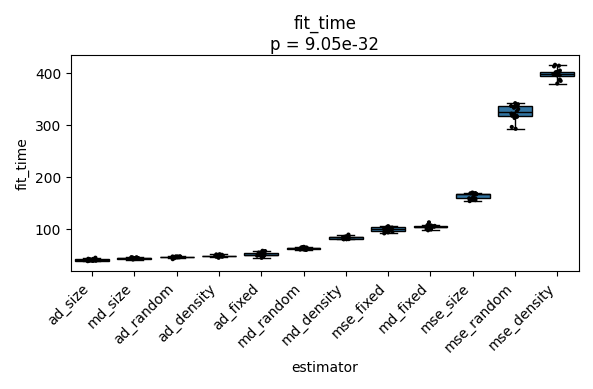 fit_time
p = 9.05e-32
fit_time
400
300
200
100
ad_size
md_size
ad_random
ad_density
ad_fixed
md_random
md_density
mse_fixed
md_fixed
mse_size
mse_random
mse_density
estimator